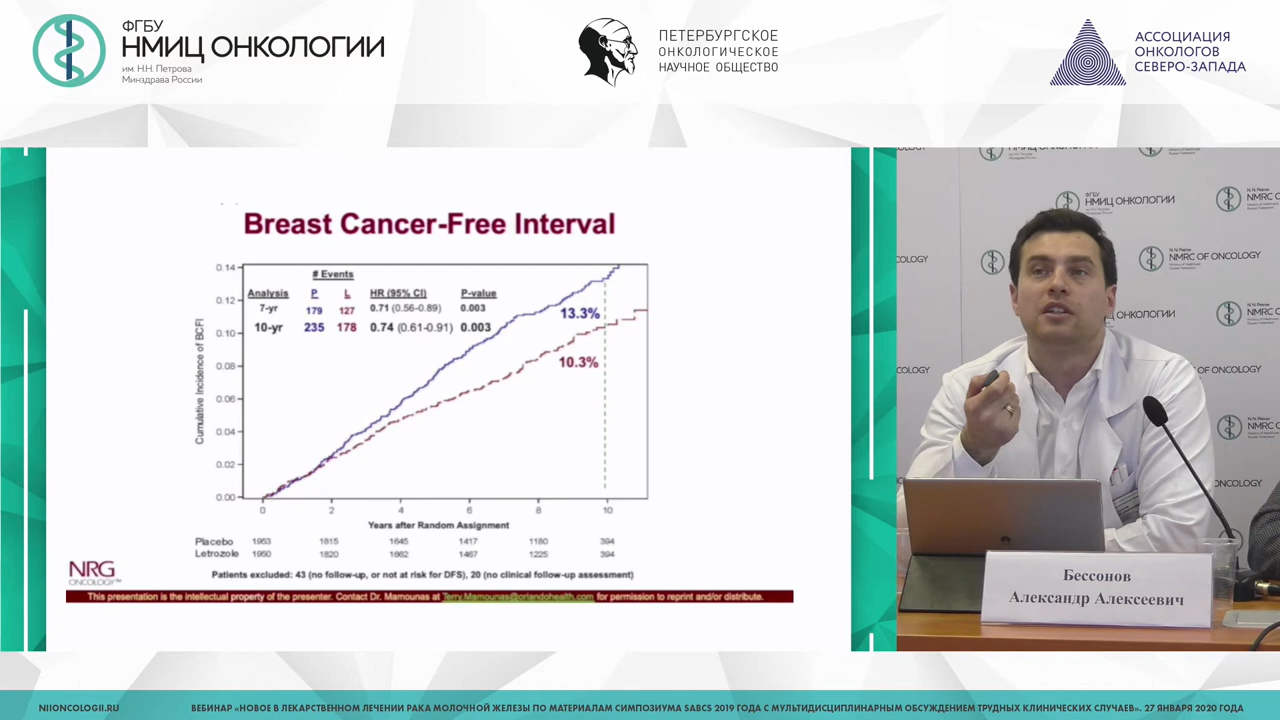 ФГБУ
НМИЦ ОНКОЛОГИИ
им. Н.Н. Петрова
Минздрава России
ПЕТЕРБУРГСКОЕ
ОНКОЛОГИЧЕСКОЕ
НАУЧНОЕ ОБЩЕСТВО
АССОЦИАЦИЯ
ОНКОЛОГОВ
СЕВЕРО-ЗАПАДА
Breast Cancer-Free Interval
# Events
Analysis P L HR (95% CI) P-value
7-yr 179 127 0.71 (0.56-0.89) 0.003
10-yr 235 178 0.74 (0.61-0.91) 0.003
13.3%
10.3%
Cumulative Incidence of BCFI
0.14
0.12
0.10
0.08
0.06
0.04
0.02
0.00
0 2 4 6 8 10
Years after Random Assignment
Placebo 1953 1815 1645 1417 1180 394
Letrozole 1950 1820 1662 1467 1225 394
Patients excluded: 43 (no follow-up, or not at risk for DFS), 20 (no clinical follow-up assessment)
NRG
ONCOLOGY™
This presentation is the intellectual property of the presenter. Contact Dr. Mamounas at Terry.Mamounas@orlandohealth.com for permission to reprint and/or distribute.
ФГБУ
НМИЦ ОНКОЛОГИИ
NMRC OF ONCOLOGY
Бессонов
Александр Алексеевич
NIIONCOLOGII.RU
ВЕБИНАР «НОВОЕ В ЛЕКАРСТВЕННОМ ЛЕЧЕНИИ РАКА МОЛОЧНОЙ ЖЕЛЕЗЫ ПО МАТЕРИАЛАМ СИМПОЗИУМА SABCS 2019 ГОДА С МУЛЬТИДИСЦИПЛИНАРНЫМ ОБСУЖДЕНИЕМ ТРУДНЫХ КЛИНИЧЕСКИХ СЛУЧАЕВ». 27 ЯНВАРЯ 2020 ГОДА